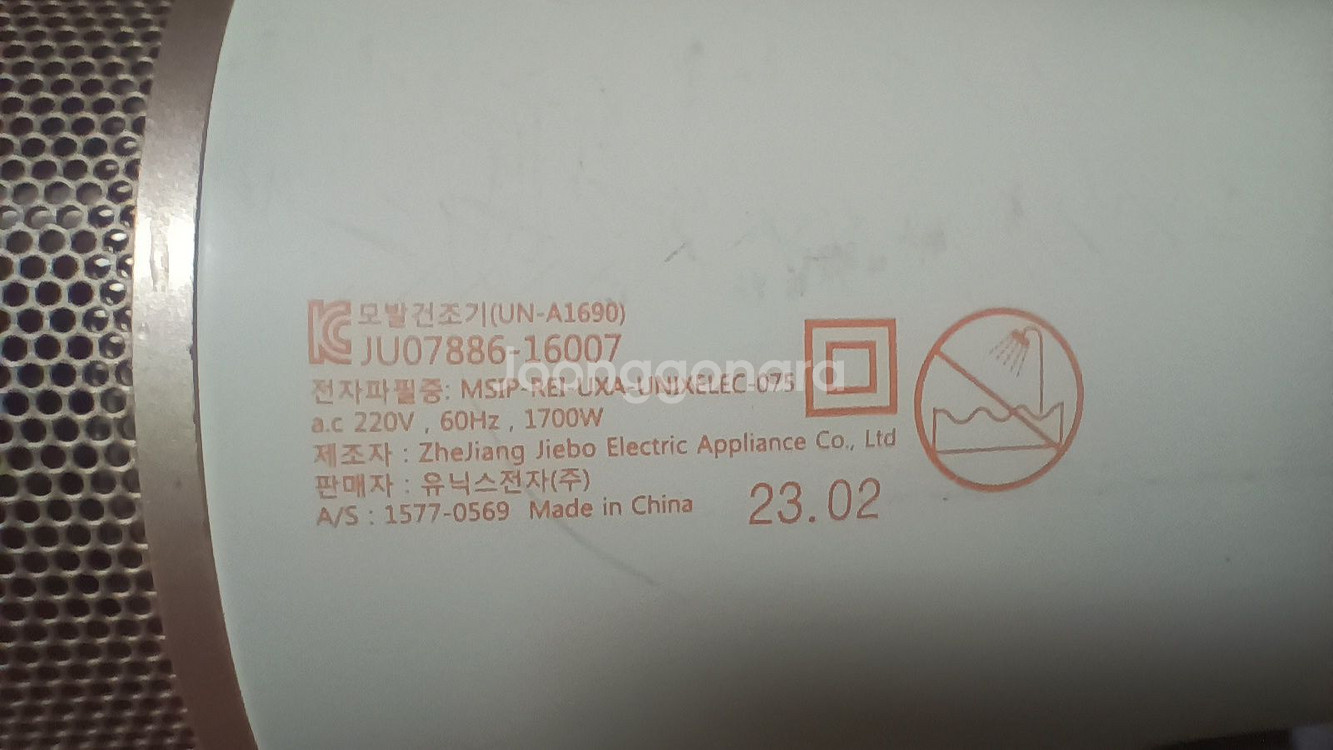 KC 모발건조기(UN-A1690)
JU07886-16007
전자파필증: MSIP-REI-UXA-UNIXELEC-075
a.c 220V , 60Hz , 1700W
제조자 : ZheJiang Jiebo Electric Appliance Co., Ltd
판매자 : 유닉스전자(주)
A/S : 1577-0569 Made in China
23.02
Joonggonara